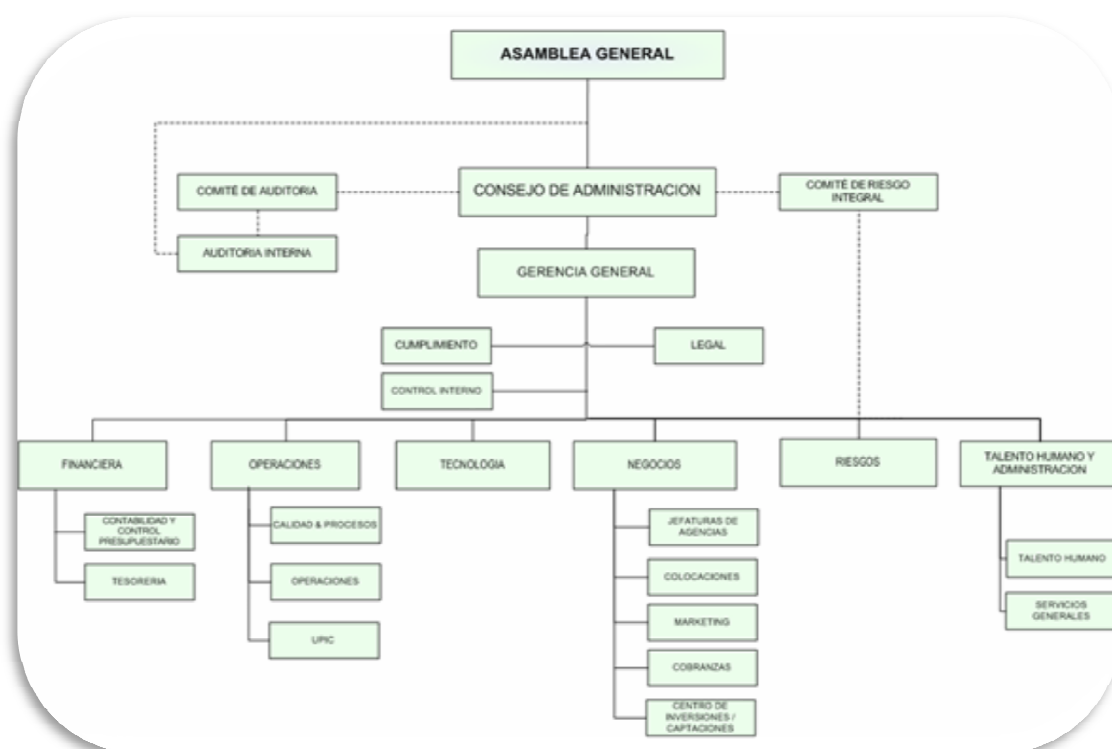 ASAMBLEA GENERAL
COMITÉ DE AUDITORIA
CONSEJO DE ADMINISTRACION
COMITÉ DE RIESGO
INTEGRAL
AUDITORIA INTERNA
GERENCIA GENERAL
CUMPLIMIENTO
LEGAL
CONTROL INTERNO
FINANCIERA
OPERACIONES
TECNOLOGIA
NEGOCIOS
RIESGOS
TALENTO HUMANO Y
ADMINISTRACION
CONTABILIDAD Y
CONTROL
PRESUPUESTARIO
TESORERIA
CALIDAD & PROCESOS
OPERACIONES
UPIC
JEFATURAS DE
AGENCIAS
COLOCACIONES
MARKETING
COBRANZAS
CENTRO DE
INVERSIONES /
CAPTACIONES
TALENTO HUMANO
SERVICIOS
GENERALES